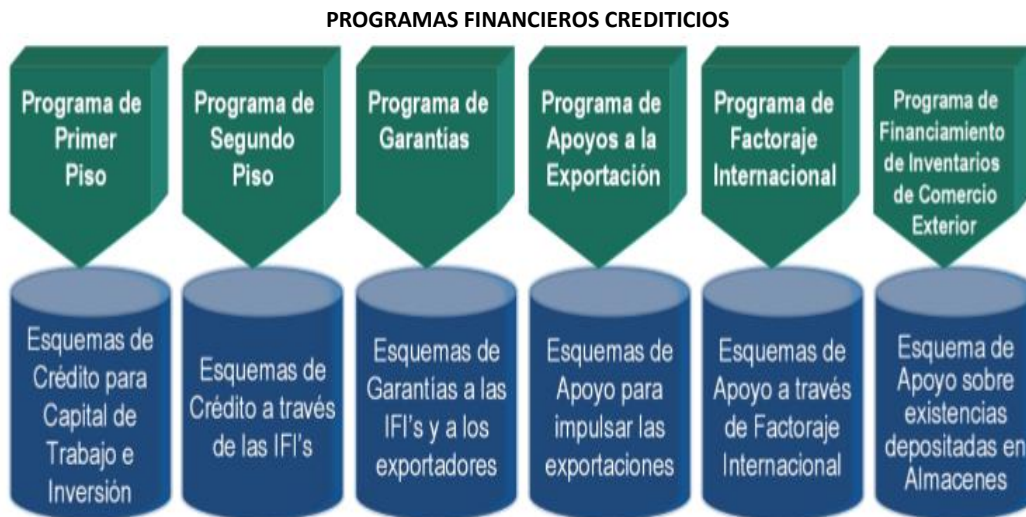 PROGRAMAS FINANCIEROS CREDITICIOS
Programa de
Primer
Piso
Programa de
Segundo
Piso
Programa de
Garantías
Programa de
Apoyos a la
Exportación
Programa de
Factoraje
Internacional
Programa de
Financiamiento
de Inventarios
de Comercio
Exterior
Esquemas de
Crédito para
Capital de
Trabajo e
Inversión
Esquemas de
Crédito a través
de las IFI's
Esquemas de
Garantías a las
IFI's y a los
exportadores
Esquemas de
Apoyo para
impulsar las
exportaciones
Esquemas de
Apoyo a través
de Factoraje
Internacional
Esquema de
Apoyo sobre
existencias
depositadas en
Almacenes